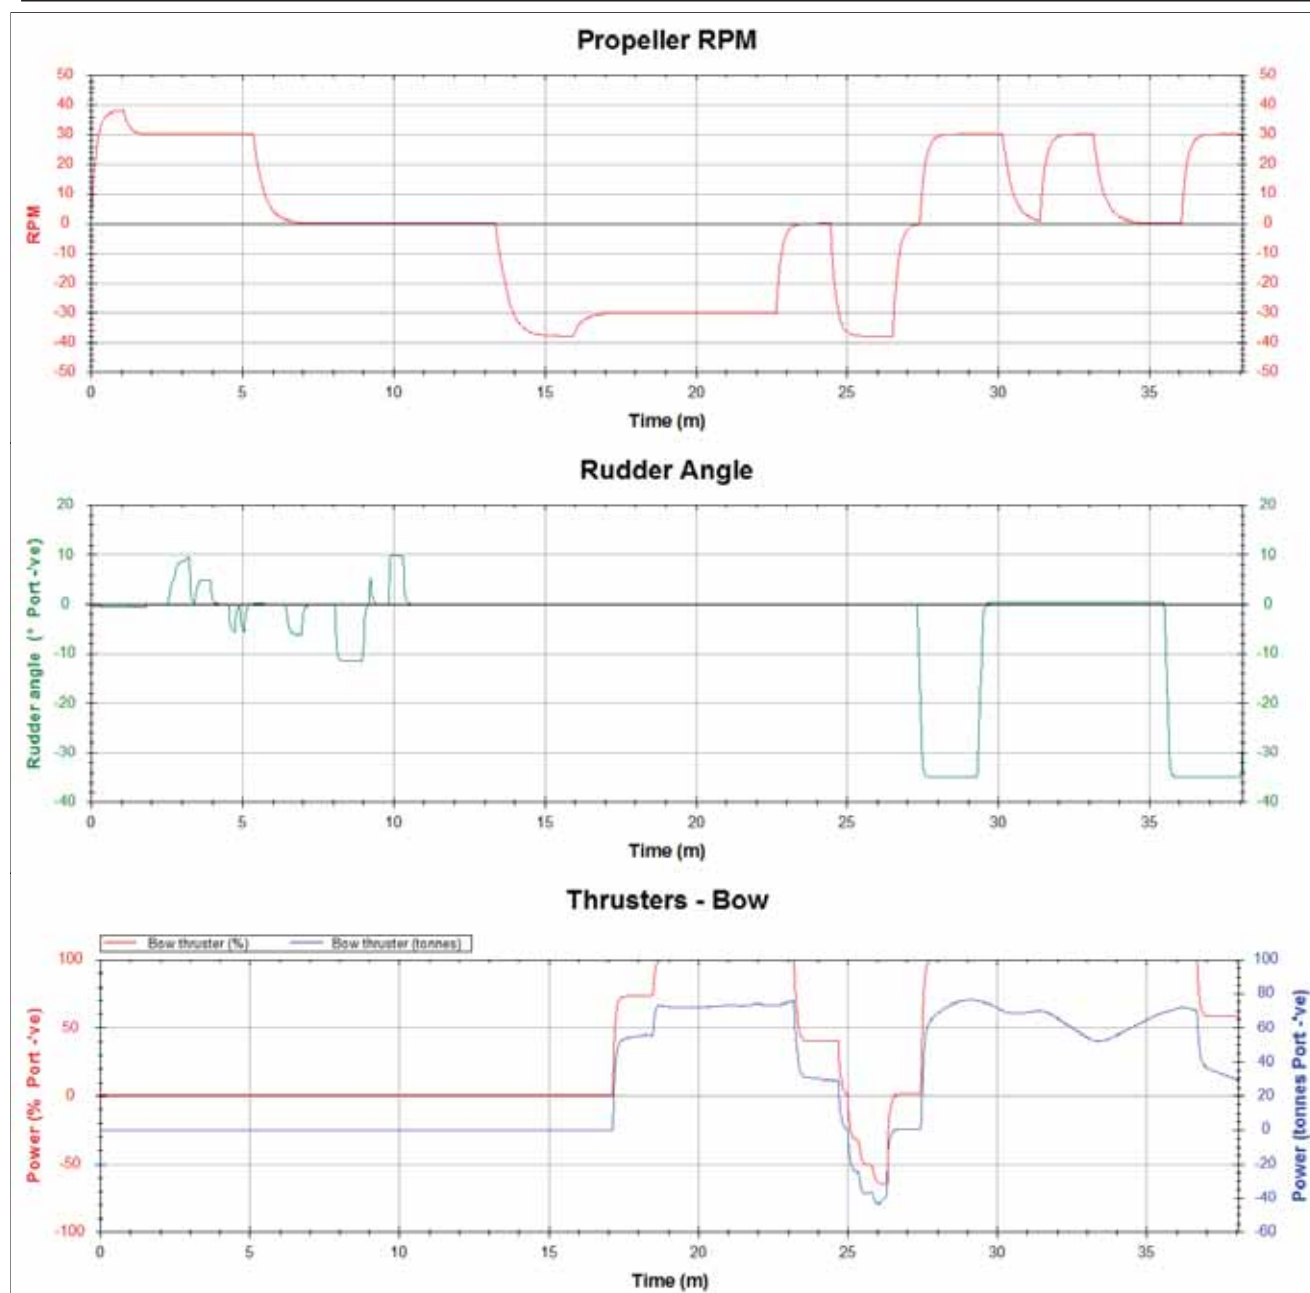 Propeller RPM
50 50
40 40
30 30
20 20
10 10
0 0
-10 -10
-20 -20
-30 -30
-40 -40
-50 -50
RPM
0 5 10 15 20 25 30 35
Time (m)
Rudder Angle
20 20
10 10
0 0
-10 -10
-20 -20
-30 -30
-40 -40
Rudder angle (° Port -'ve)
0 5 10 15 20 25 30 35
Time (m)
Thrusters - Bow
Bow thruster (%) Bow thruster (tonnes)
100 100
80
50 60
40
0 20
0
-50 -20
-40
-100 -60
Power (% Port -'ve)
Power (tonnes Port -'ve)
0 5 10 15 20 25 30 35
Time (m)